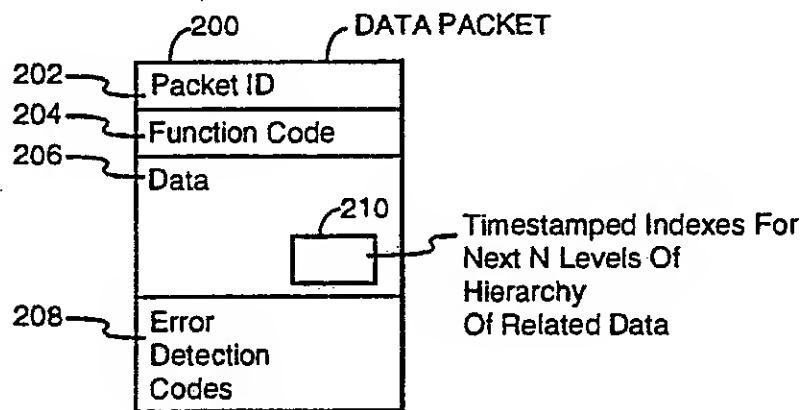 200
DATA PACKET
202
Packet ID
204
Function Code
206
Data
210
Timestamped Indexes For
Next N Levels Of
Hierarchy
Of Related Data
208
Error
Detection
Codes